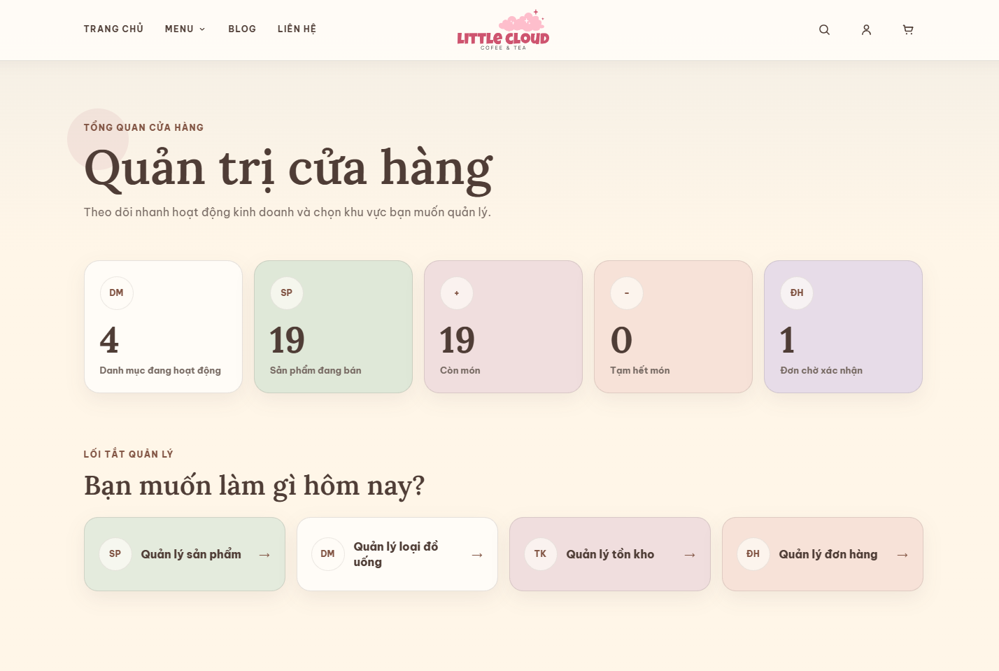 TRANG CHỦ MENU BLOG LIÊN HỆ
LITTLE CLOUD
COFEE & TEA
TỔNG QUAN CỬA HÀNG
Quản trị cửa hàng
Theo dõi nhanh hoạt động kinh doanh và chọn khu vực bạn muốn quản lý.
DM
4
Danh mục đang hoạt động
SP
19
Sản phẩm đang bán
+
19
Còn món
–
0
Tạm hết món
ĐH
1
Đơn chờ xác nhận
LỐI TẮT QUẢN LÝ
Bạn muốn làm gì hôm nay?
SP Quản lý sản phẩm →
DM Quản lý loại đồ
uống →
TK Quản lý tồn kho →
ĐH Quản lý đơn hàng →